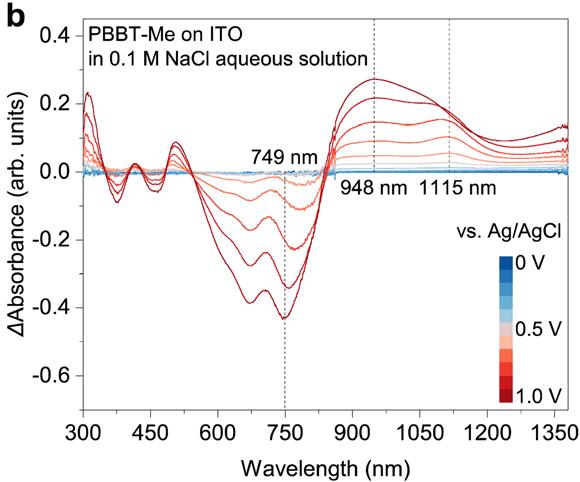 b
PBBT-Me on ITO
in 0.1 M NaCl aqueous solution
0.4
0.2
0.0
-0.2
-0.4
-0.6
ΔAbsorbance (arb. units)
749 nm
948 nm
1115 nm
vs. Ag/AgCl
0 V
0.5 V
1.0 V
300 450 600 750 900 1050 1200 1350
Wavelength (nm)